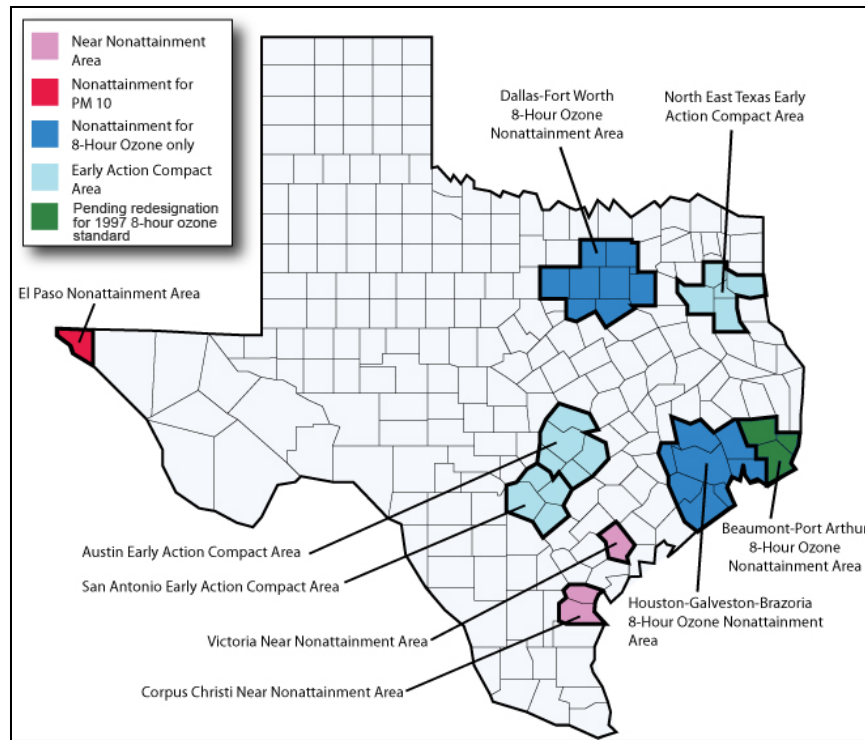 Near Nonattainment
Area
Nonattainment for
PM 10
Nonattainment for
8-Hour Ozone only
Early Action Compact
Area
Pending redesignation
for 1997 8-hour ozone
standard
Dallas-Fort Worth
8-Hour Ozone
Nonattainment Area
North East Texas Early
Action Compact Area
El Paso Nonattainment Area
Austin Early Action Compact Area
San Antonio Early Action Compact Area
Victoria Near Nonattainment Area
Corpus Christi Near Nonattainment Area
Beaumont-Port Arthur
8-Hour Ozone
Nonattainment Area
Houston-Galveston-Brazoria
8-Hour Ozone Nonattainment
Area